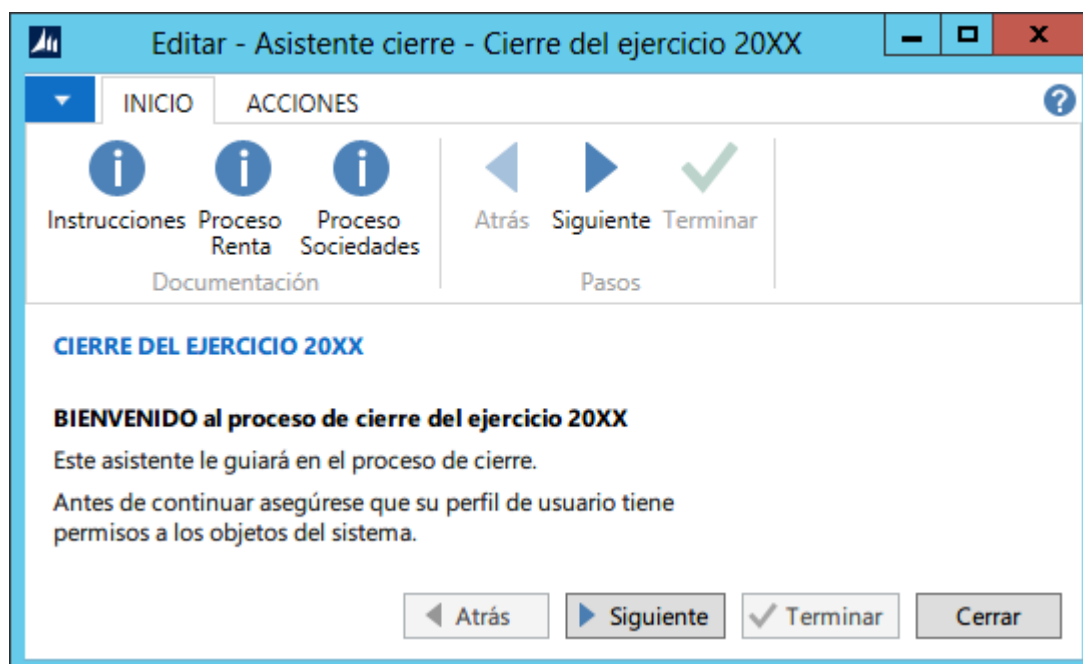 Editar - Asistente cierre - Cierre del ejercicio 20XX
INICIO ACCIONES
Instrucciones Proceso Renta Proceso Sociedades Atrás Siguiente Terminar
Documentación Pasos
CIERRE DEL EJERCICIO 20XX
BIENVENIDO al proceso de cierre del ejercicio 20XX
Este asistente le guiará en el proceso de cierre.
Antes de continuar asegúrese que su perfil de usuario tiene
permisos a los objetos del sistema.
Atrás Siguiente Terminar Cerrar